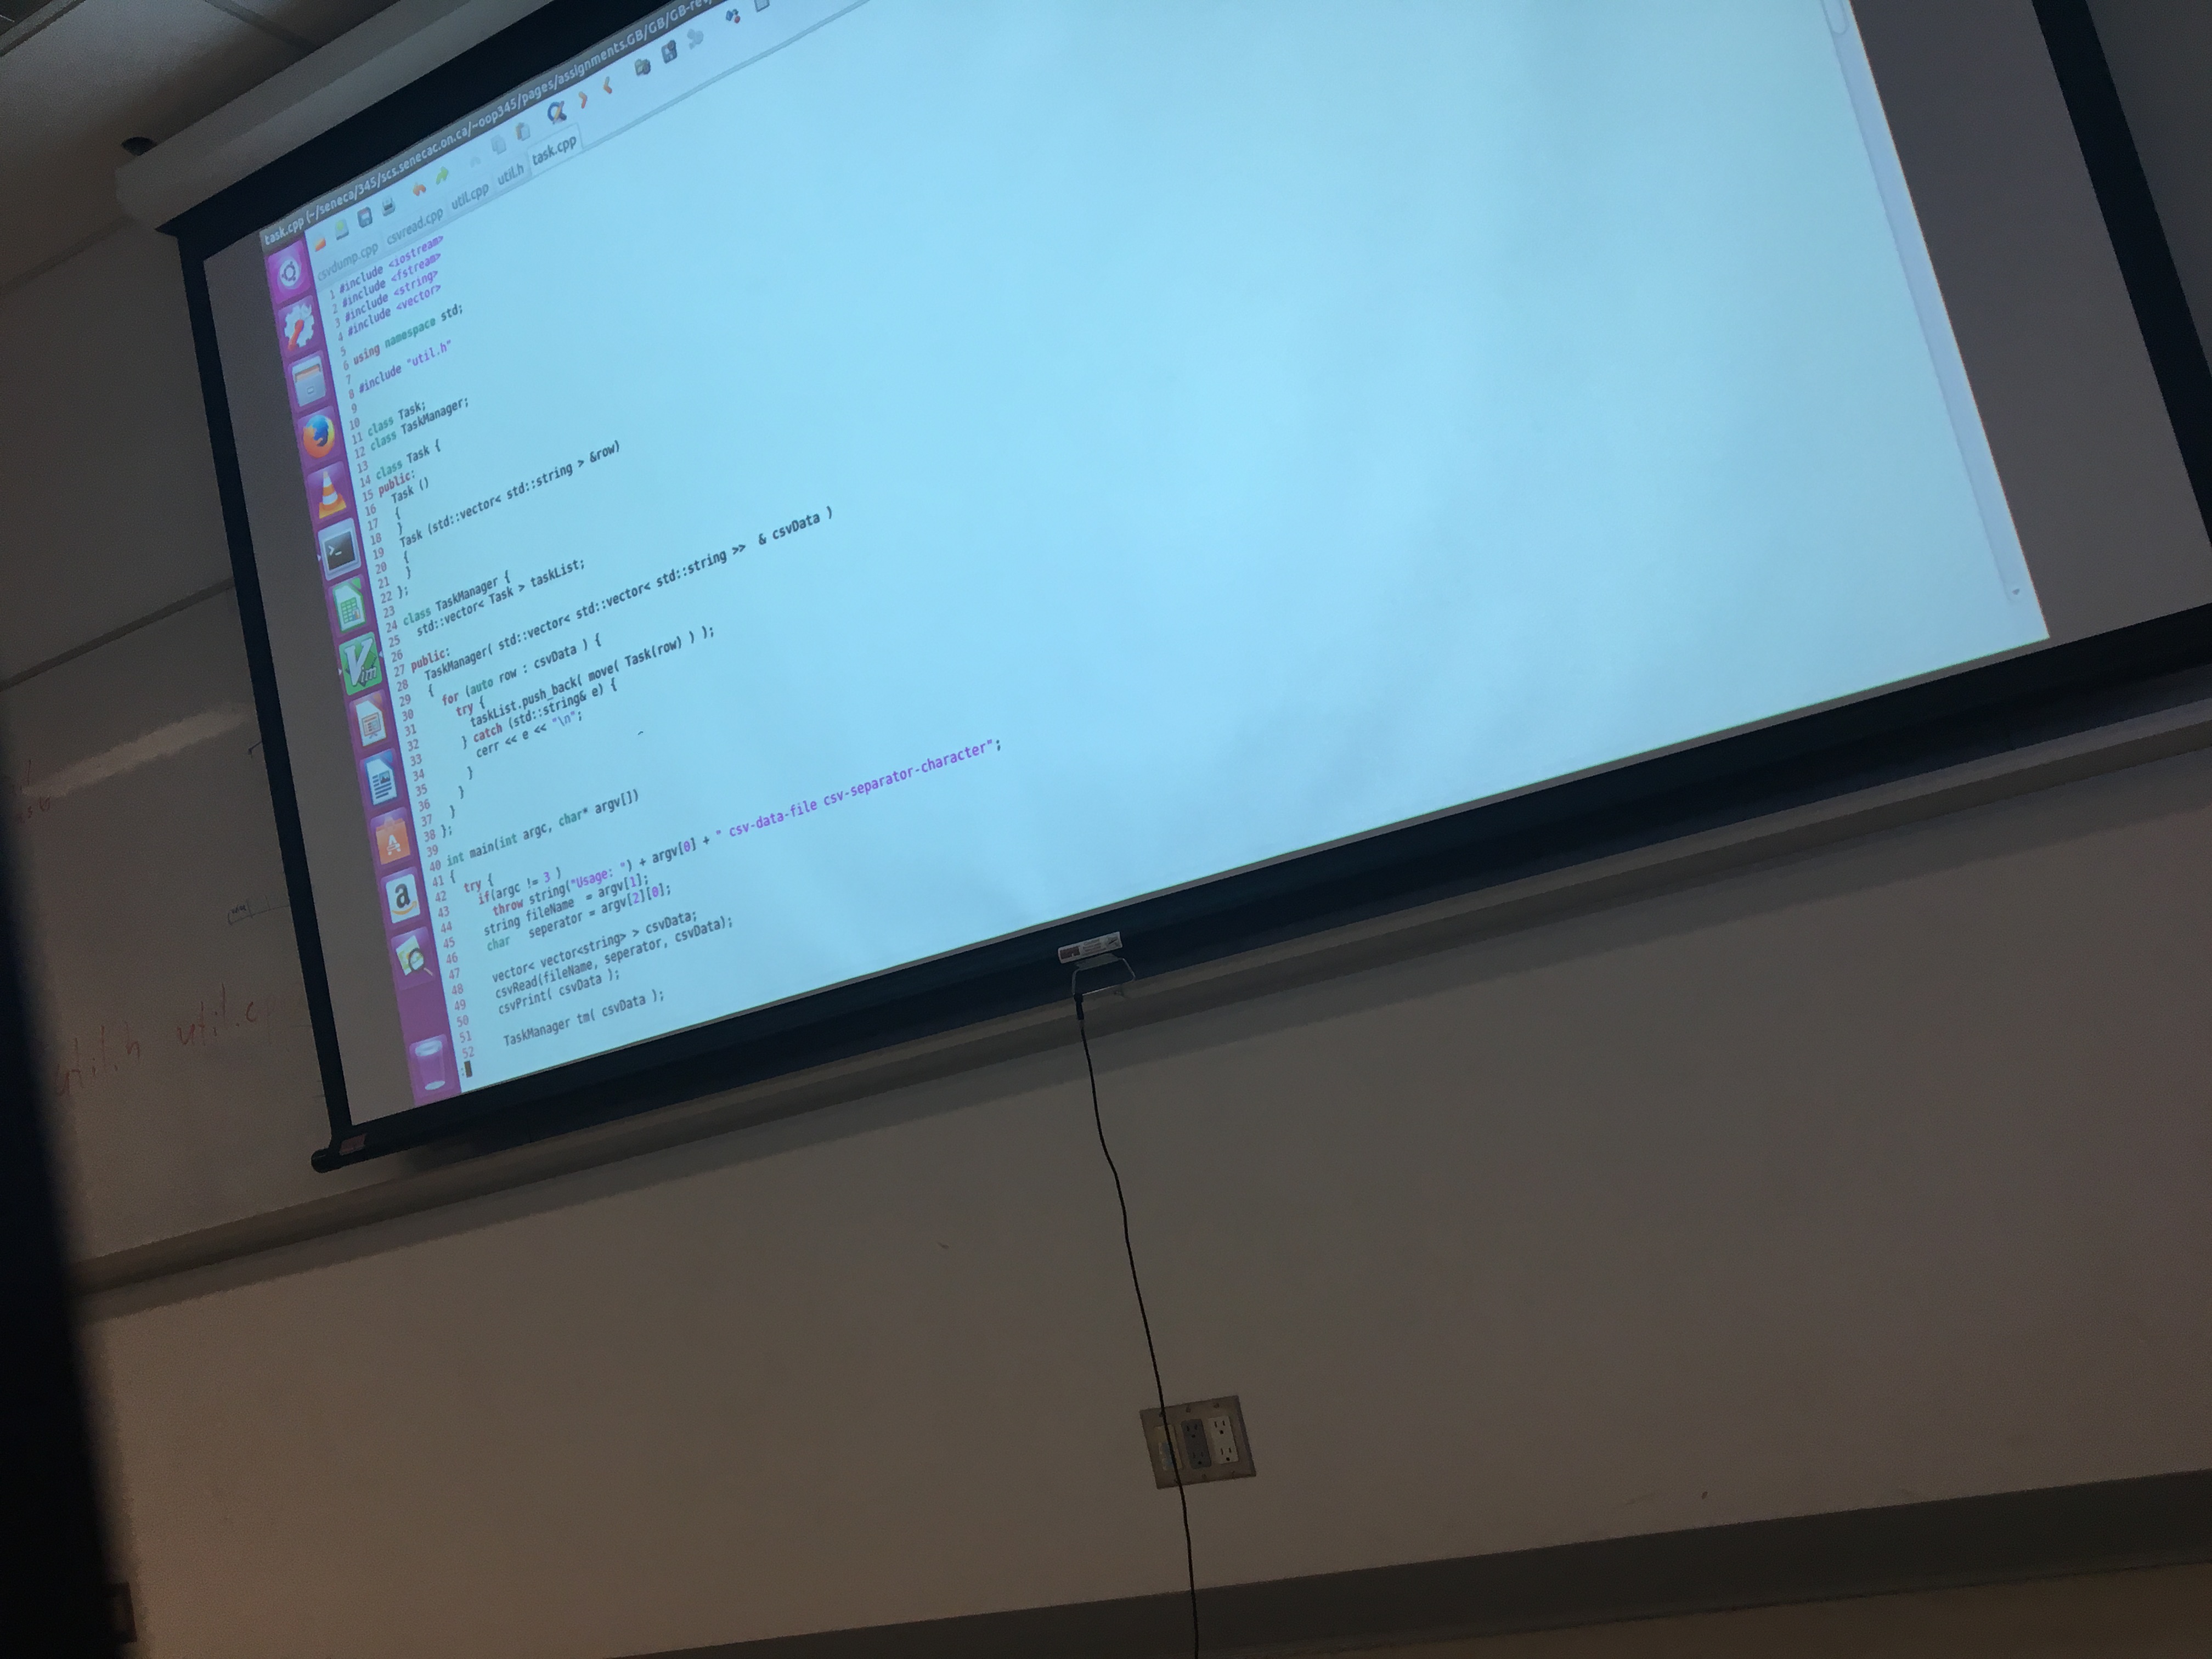 task.cpp (~/seneca/345/scs.senecac.on.ca/~oop345/pages/assignments.GB/GB-rev
csvdump.cpp csvread.cpp util.cpp util.h task.cpp
1 #include <iostream>
2 #include <fstream>
3 #include <string>
4 #include <vector>
5
6 using namespace std;
7
8 #include "util.h"
9
10
11 class Task;
12 class TaskManager;
13
14 class Task {
15 public:
16 Task ()
17 {
18 }
19 Task (std::vector< std::string > &row)
20 {
21 }
22 };
23
24 class TaskManager {
25 std::vector< Task > taskList;
26
27 public:
28 TaskManager( std::vector< std::vector< std::string >> & csvData )
29 {
30 for (auto row : csvData ) {
31 try {
32 taskList.push_back( move( Task(row) ) );
33 } catch (std::string& e) {
34 cerr << e << "\n";
35 }
36 }
37 }
38 };
39
40 int main(int argc, char* argv[])
41 {
42 try {
43 if(argc != 3 )
44 throw string("Usage: ") + argv[0] + " csv-data-file csv-separator-character";
45 string fileName = argv[1];
46 char seperator = argv[2][0];
47
48 vector< vector<string> > csvData;
49 csvRead(fileName, seperator, csvData);
50 csvPrint( csvData );
51
52 TaskManager tm( csvData );
:
Vim
util.h util.c